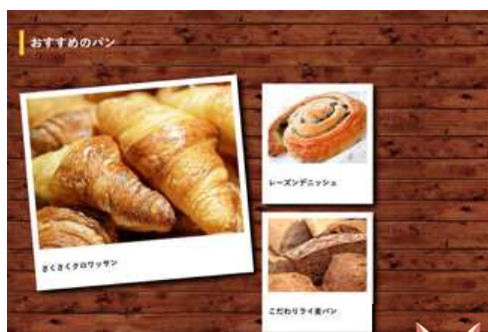 おすすめのパン
さくさくクロワッサン
レーズンデニッシュ
こだわりライ麦パン